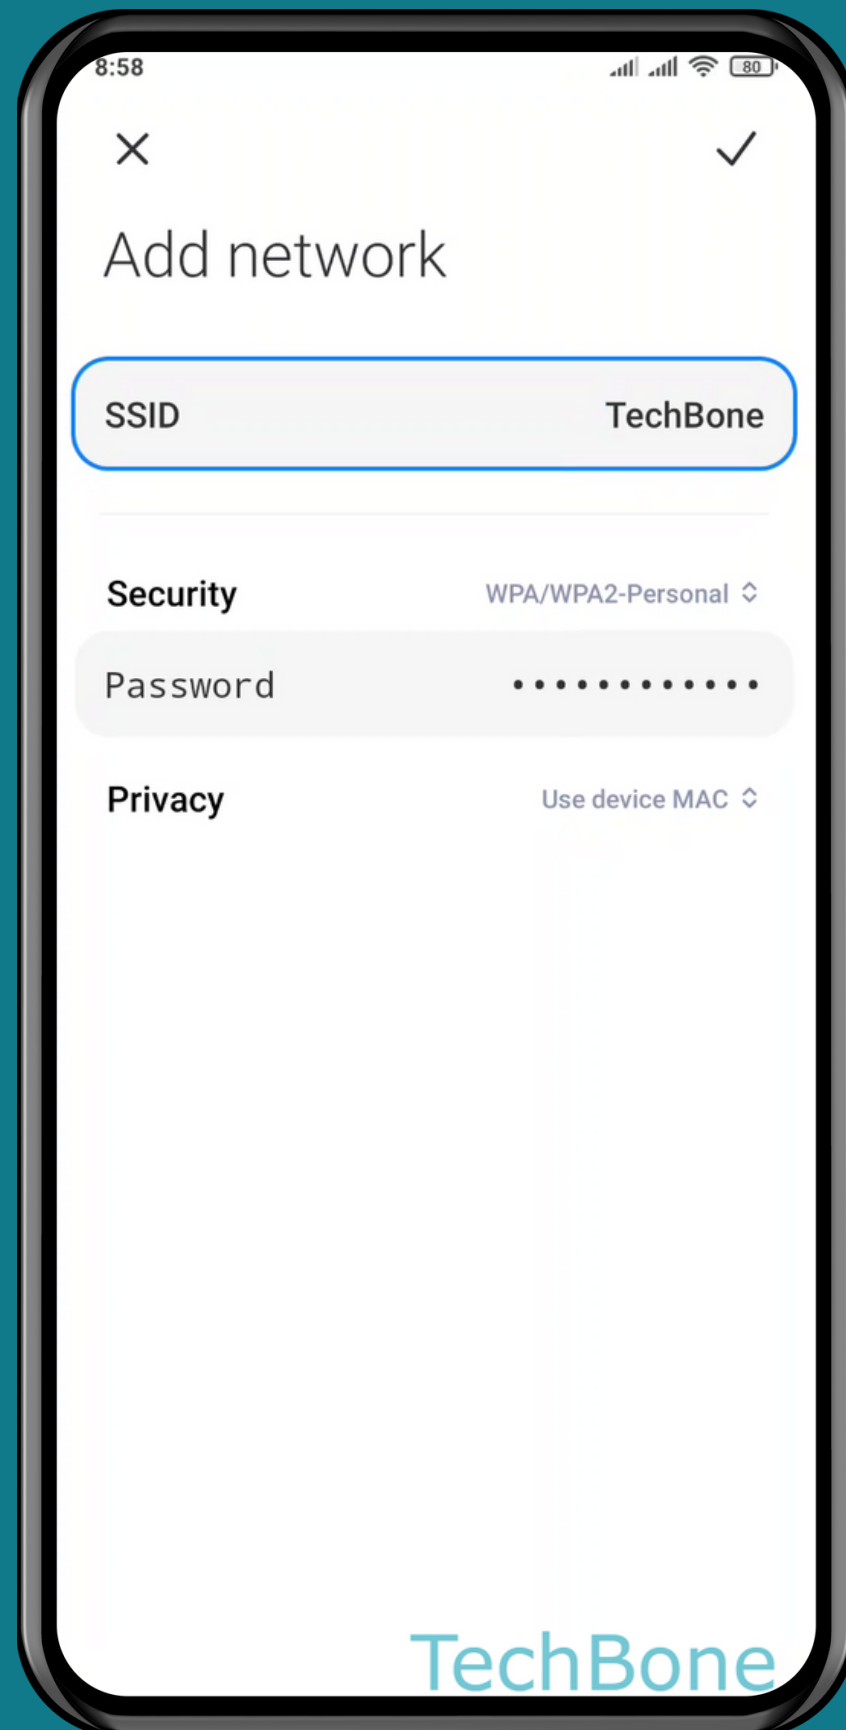 8:58 80
Add network
SSID TechBone
Security WPA/WPA2-Personal
Password ••••••••••••
Privacy Use device MAC
TechBone